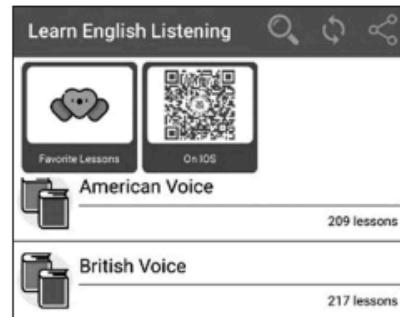 Learn English Listening
Favorite Lessons
On IOS
American Voice
209 lessons
British Voice
217 lessons